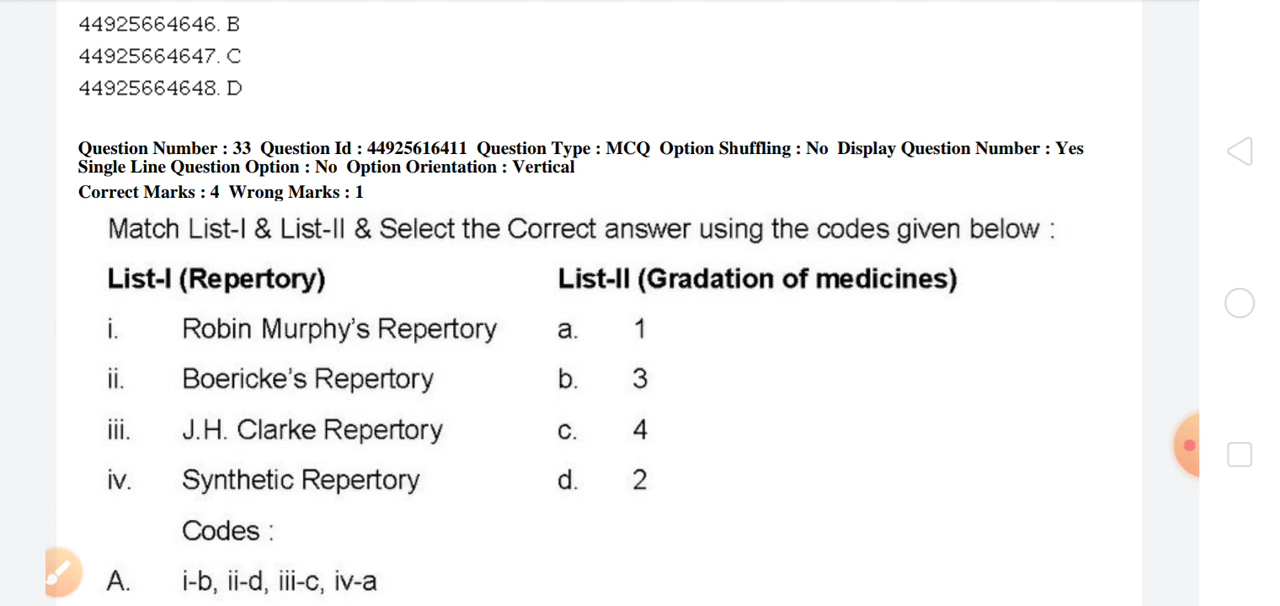 44925664646. B
44925664647. C
44925664648. D
Question Number : 33 Question Id : 44925616411 Question Type : MCQ Option Shuffling : No Display Question Number : Yes
Single Line Question Option : No Option Orientation : Vertical
Correct Marks : 4 Wrong Marks : 1
Match List-I & List-II & Select the Correct answer using the codes given below :
List-I (Repertory) List-II (Gradation of medicines)
i. Robin Murphy's Repertory a. 1
ii. Boericke's Repertory b. 3
iii. J.H. Clarke Repertory c. 4
iv. Synthetic Repertory d. 2
Codes :
A. i-b, ii-d, iii-c, iv-a